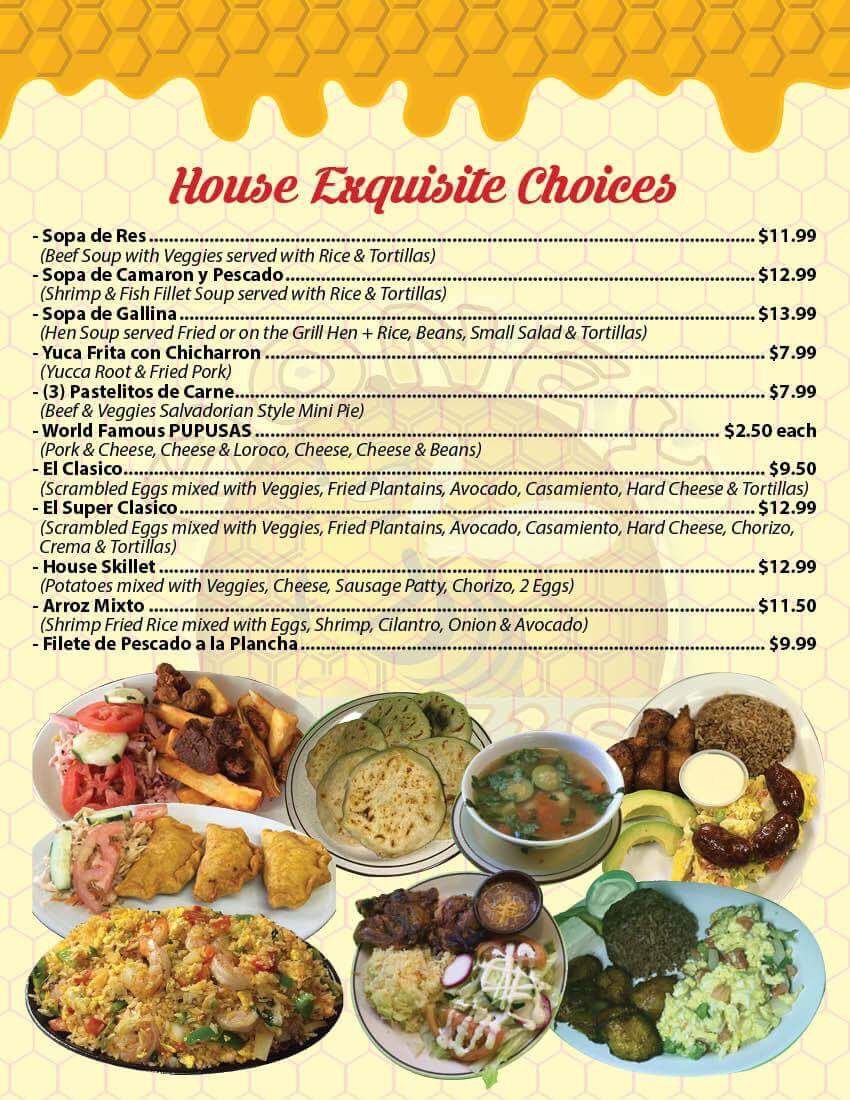 House Exquisite Choices
- Sopa de Res........ $11.99
(Beef Soup with Veggies served with Rice & Tortillas)
- Sopa de Camaron y Pescado........ $12.99
(Shrimp & Fish Fillet Soup served with Rice & Tortillas)
- Sopa de Gallina........ $13.99
(Hen Soup served Fried or on the Grill Hen + Rice, Beans, Small Salad & Tortillas)
- Yuca Frita con Chicharron ........ $7.99
(Yucca Root & Fried Pork)
- (3) Pastelitos de Carne........ $7.99
(Beef & Veggies Salvadorian Style Mini Pie)
- World Famous PUPUSAS ........ $2.50 each
(Pork & Cheese, Cheese & Loroco, Cheese, Cheese & Beans)
- El Clasico........ $9.50
(Scrambled Eggs mixed with Veggies, Fried Plantains, Avocado, Casamiento, Hard Cheese & Tortillas)
- El Super Clasico........ $12.99
(Scrambled Eggs mixed with Veggies, Fried Plantains, Avocado, Casamiento, Hard Cheese, Chorizo,
Crema & Tortillas)
- House Skillet ........ $12.99
(Potatoes mixed with Veggies, Cheese, Sausage Patty, Chorizo, 2 Eggs)
- Arroz Mixto ........ $11.50
(Shrimp Fried Rice mixed with Eggs, Shrimp, Cilantro, Onion & Avocado)
- Filete de Pescado a la Plancha........ $9.99